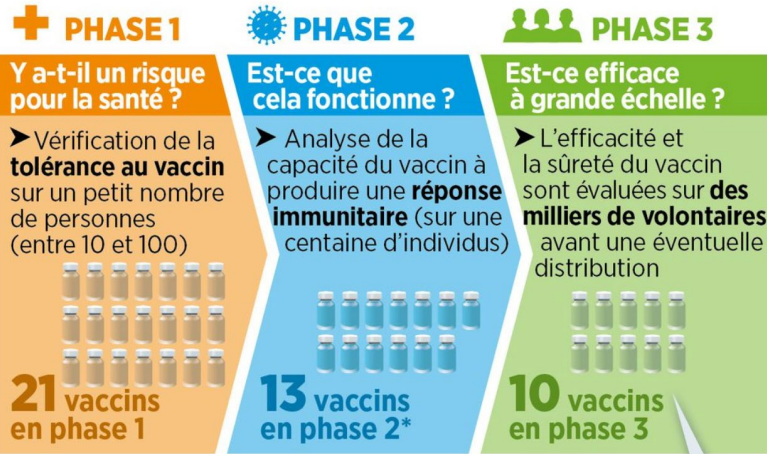 PHASE 1
Y a-t-il un risque
pour la santé ?
➤ Vérification de la
tolérance au vaccin
sur un petit nombre
de personnes
(entre 10 et 100)
21 vaccins
en phase 1
PHASE 2
Est-ce que
cela fonctionne ?
➤ Analyse de la
capacité du vaccin à
produire une réponse
immunitaire (sur une
centaine d’individus)
13 vaccins
en phase 2*
PHASE 3
Est-ce efficace
à grande échelle ?
➤ L’efficacité et
la sûreté du vaccin
sont évaluées sur des
milliers de volontaires
avant une éventuelle
distribution
10 vaccins
en phase 3